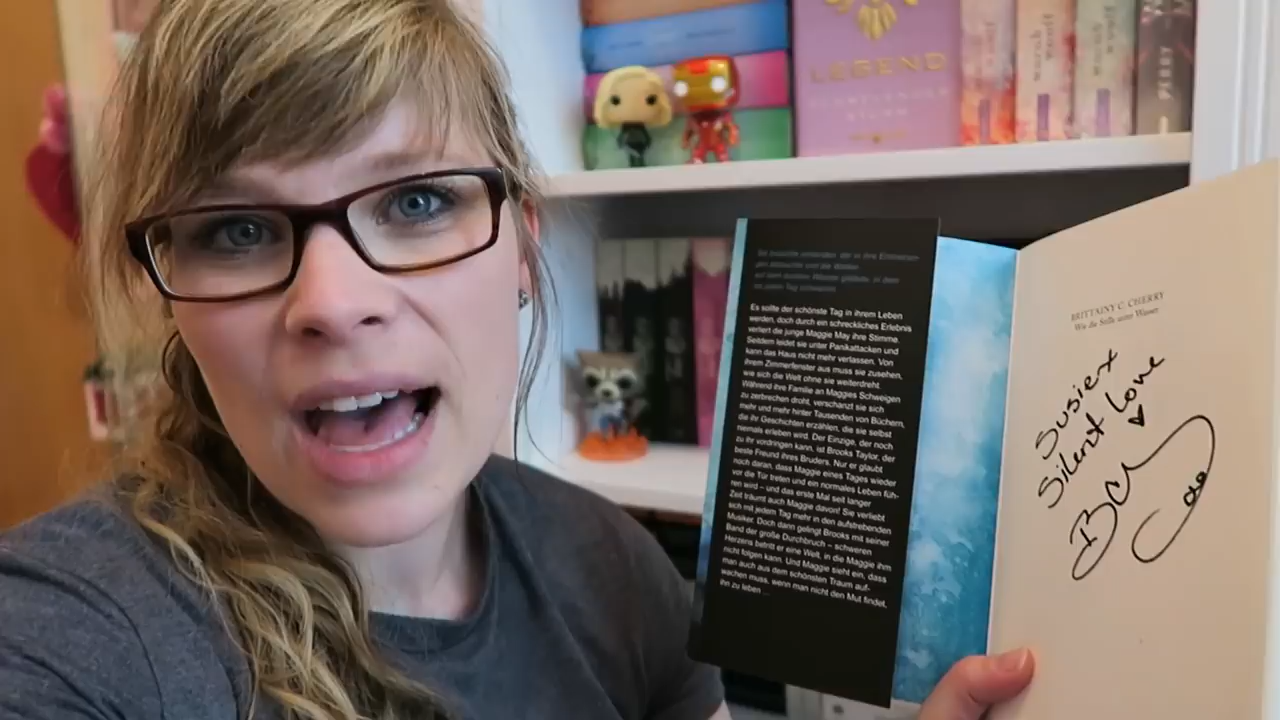 LEGEND
Es sollte der schönste Tag in ihrem Leben
werden, doch durch ein schreckliches Erlebnis
verliert die junge Maggie May ihre Stimme.
Seitdem leidet sie unter Panikattacken und
kann das Haus nicht mehr verlassen. Von
ihrem Zimmerfenster aus muss sie zusehen,
wie sich die Welt ohne sie weiterdreht.
Während ihre Familie an Maggies Schweigen
zu zerbrechen droht, verschanzt sie sich
mehr und mehr hinter Tausenden von Büchern,
die ihr Geschichten erzählen, die sie selbst
niemals erleben wird. Der Einzige, der noch
zu ihr vordringen kann, ist Brooks Taylor, der
beste Freund ihres Bruders. Nur er glaubt
noch daran, dass Maggie eines Tages wieder
vor die Tür treten und ein normales Leben füh-
ren wird – und das erste Mal seit langer
Zeit träumt auch Maggie davon! Sie verliebt
sich mit jedem Tag mehr in den aufstrebenden
Musiker. Doch dann gelingt Brooks mit seiner
Band der große Durchbruch – schweren
Herzens betritt er eine Welt, in die Maggie ihm
nicht folgen kann. Und Maggie sieht ein, dass
man auch aus dem schönsten Traum auf-
wachen muss, wenn man nicht den Mut findet,
ihn zu leben ...
BRITTAINY C. CHERRY
Wie die Stille unter Wasser
Susiex
Silent Love
BC
PERRY